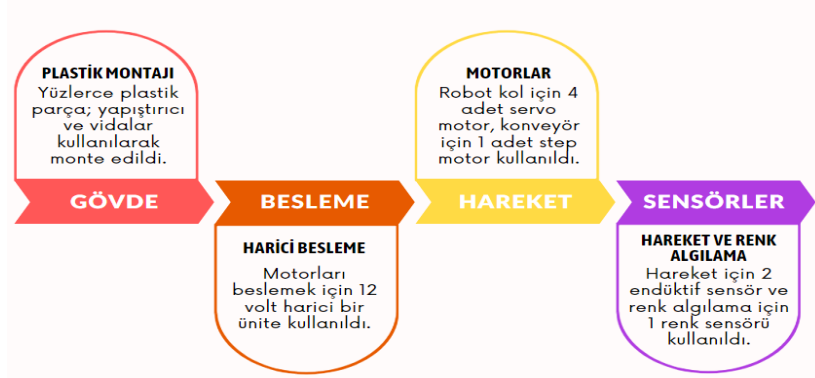 PLASTİK MONTAJI
Yüzlerce plastik
parça; yapıştırıcı
ve vidalar
kullanılarak
monte edildi.
GÖVDE
BESLEME
HARİCİ BESLEME
Motorları
beslemek için 12
volt harici bir
ünite kullanıldı.
MOTORLAR
Robot kol için 4
adet servo
motor, konveyör
için 1 adet step
motor kullanıldı.
HAREKET
SENSÖRLER
HAREKET VE RENK
ALGILAMA
Hareket için 2
endüktif sensör ve
renk algılama için
1 renk sensörü
kullanıldı.